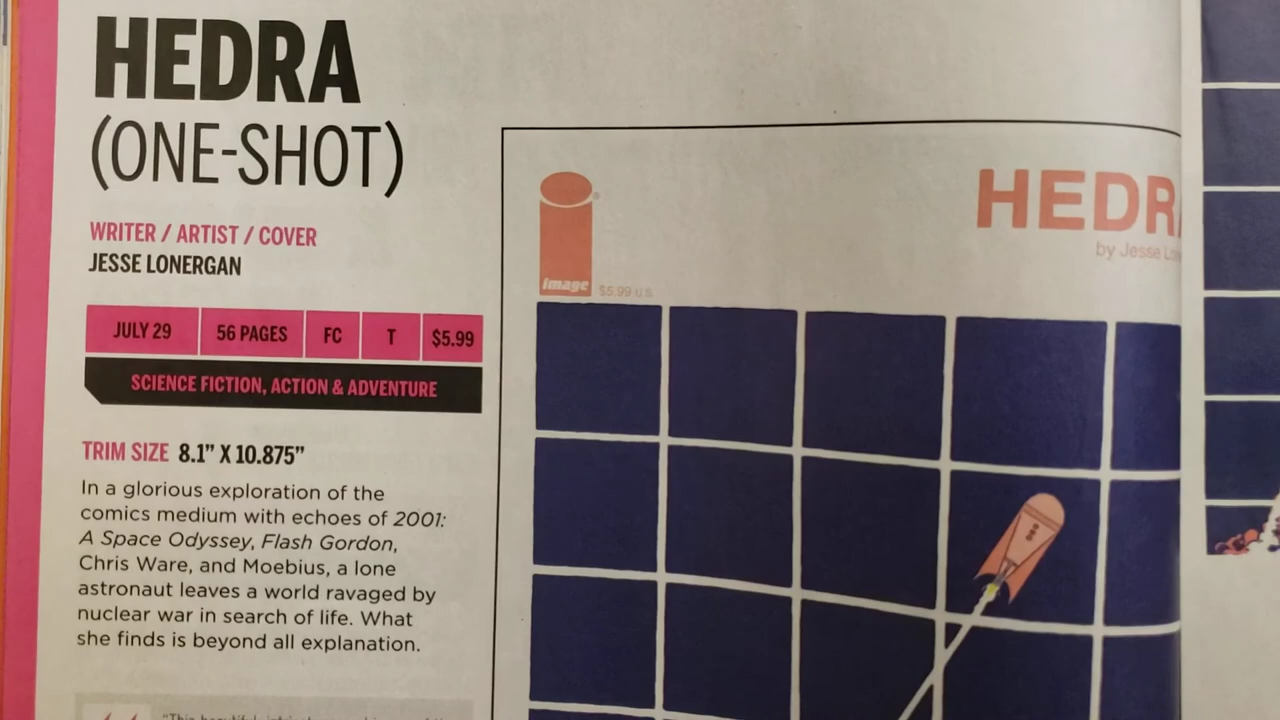 HEDRA
(ONE-SHOT)
WRITER / ARTIST / COVER
JESSE LONERGAN
JULY 29 56 PAGES FC T $5.99
SCIENCE FICTION, ACTION & ADVENTURE
TRIM SIZE 8.1” X 10.875”
In a glorious exploration of the
comics medium with echoes of 2001:
A Space Odyssey, Flash Gordon,
Chris Ware, and Moebius, a lone
astronaut leaves a world ravaged by
nuclear war in search of life. What
she finds is beyond all explanation.
image
$5.99 U.S.
HEDR
by Jesse